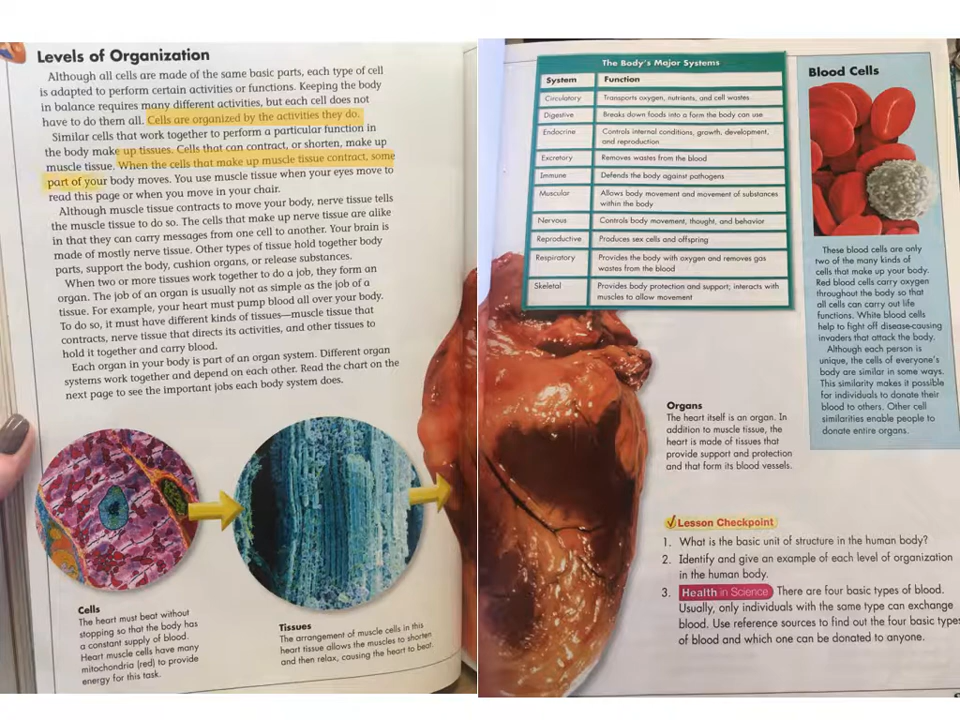 Levels of Organization
Although all cells are made of the same basic parts, each type of cell
is adapted to perform certain activities or functions. Keeping the body
in balance requires many different activities, but each cell does not
have to do them all. Cells are organized by the activities they do.
Similar cells that work together to perform a particular function in
the body make up tissues. Cells that can contract, or shorten, make up
muscle tissue. When the cells that make up muscle tissue contract, some
part of your body moves. You use muscle tissue when your eyes move to
read this page or when you move in your chair.
Although muscle tissue contracts to move your body, nerve tissue tells
the muscle tissue to do so. The cells that make up nerve tissue are alike
in that they can carry messages from one cell to another. Your brain is
made of mostly nerve tissue. Other types of tissue hold together body
parts, support the body, cushion organs, or release substances.
When two or more tissues work together to do a job, they form an
organ. The job of an organ is usually not as simple as the job of a
tissue. For example, your heart must pump blood all over your body.
To do so, it must have different kinds of tissues—muscle tissue that
contracts, nerve tissue that directs its activities, and other tissues to
hold it together and carry blood.
Each organ in your body is part of an organ system. Different organ
systems work together and depend on each other. Read the chart on the
next page to see the important jobs each body system does.
Cells
The heart must beat without
stopping so that the body has
a constant supply of blood.
Heart muscle cells have many
mitochondria (red) to provide
energy for this task.
Tissues
The arrangement of muscle cells in this
heart tissue allows the muscles to shorten
and then relax, causing the heart to beat.
The Body's Major Systems
System Function
Circulatory Transports oxygen, nutrients, and cell wastes
Digestive Breaks down foods into a form the body can use
Endocrine Controls internal conditions, growth, development,
and reproduction
Excretory Removes wastes from the blood
Immune Defends the body against pathogens
Muscular Allows body movement and movement of substances
within the body
Nervous Controls body movement, thought, and behavior
Reproductive Produces sex cells and offspring
Respiratory Provides the body with oxygen and removes gas
wastes from the blood
Skeletal Provides body protection and support; interacts with
muscles to allow movement
Blood Cells
These blood cells are only
two of the many kinds of
cells that make up your body.
Red blood cells carry oxygen
throughout the body so that
all cells can carry out life
functions. White blood cells
help to fight off disease-causing
invaders that attack the body.
Although each person is
unique, the cells of everyone's
body are similar in some ways.
This similarity makes it possible
for individuals to donate their
blood to others. Other cell
similarities enable people to
donate entire organs.
Organs
The heart itself is an organ. In
addition to muscle tissue, the
heart is made of tissues that
provide support and protection
and that form its blood vessels.
Lesson Checkpoint
1. What is the basic unit of structure in the human body?
2. Identify and give an example of each level of organization
in the human body.
3. Health in Science There are four basic types of blood.
Usually, only individuals with the same type can exchange
blood. Use reference sources to find out the four basic types
of blood and which one can be donated to anyone.